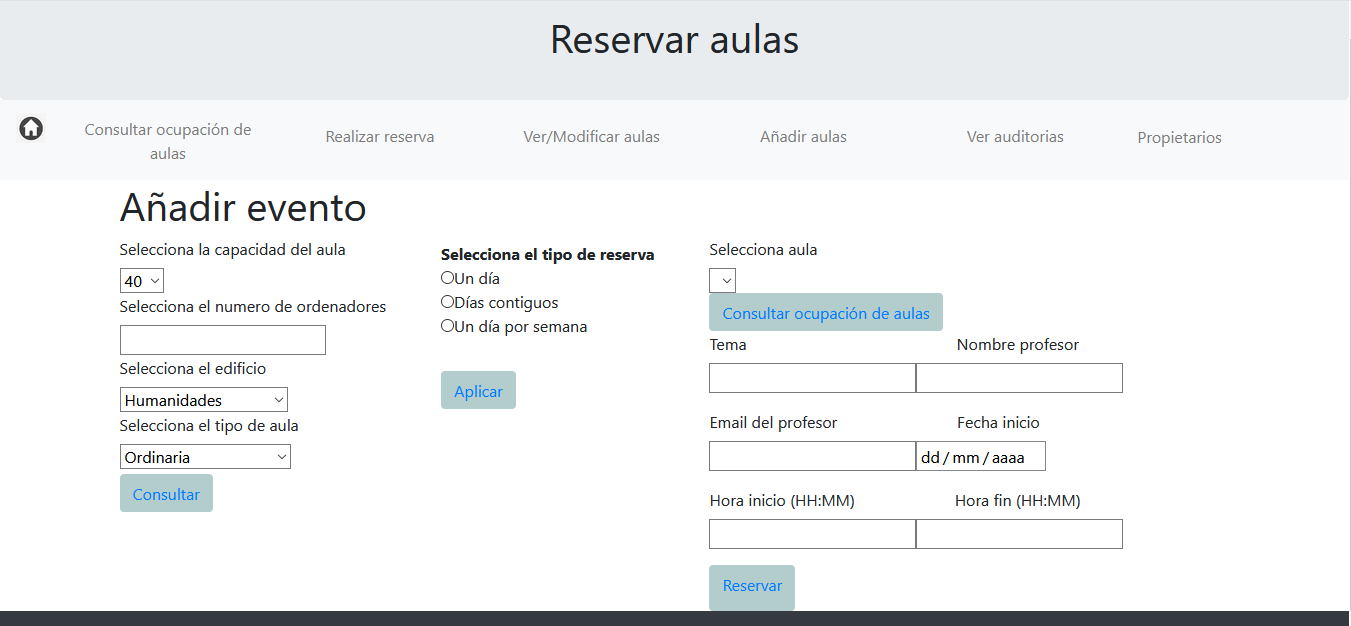 Reservar aulas
Consultar ocupación de
aulas
Realizar reserva
Ver/Modificar aulas
Añadir aulas
Ver auditorias
Propietarios
Añadir evento
Selecciona la capacidad del aula
40
Selecciona el numero de ordenadores
Selecciona el edificio
Humanidades
Selecciona el tipo de aula
Ordinaria
Consultar
Selecciona el tipo de reserva
Un día
Días contiguos
Un día por semana
Aplicar
Selecciona aula
Consultar ocupación de aulas
Tema
Nombre profesor
Email del profesor
Fecha inicio
dd / mm / aaaa
Hora inicio (HH:MM)
Hora fin (HH:MM)
Reservar